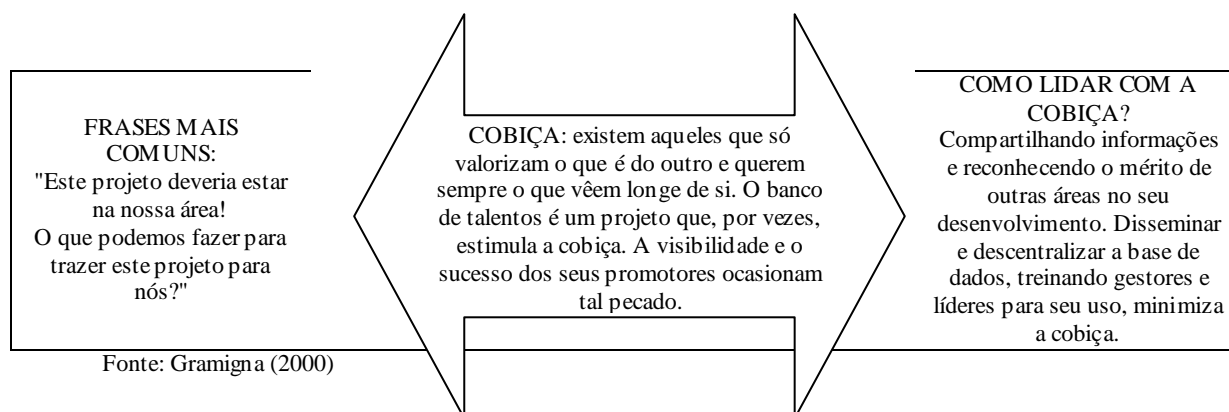 FRASES MAIS
COMUNS:
"Este projeto deveria estar
na nossa área!
O que podemos fazer para
trazer este projeto para
nós?"
COBIÇA: existem aqueles que só
valorizam o que é do outro e querem
sempre o que vêem longe de si. O banco
de talentos é um projeto que, por vezes,
estimula a cobiça. A visibilidade e o
sucesso dos seus promotores ocasionam
tal pecado.
COMO LIDAR COM A
COBIÇA?
Compartilhando informações
e reconhecendo o mérito de
outras áreas no seu
desenvolvimento. Disseminar
e descentralizar a base de
dados, treinando gestores e
líderes para seu uso, minimiza
a cobiça.
Fonte: Gramigna (2000)